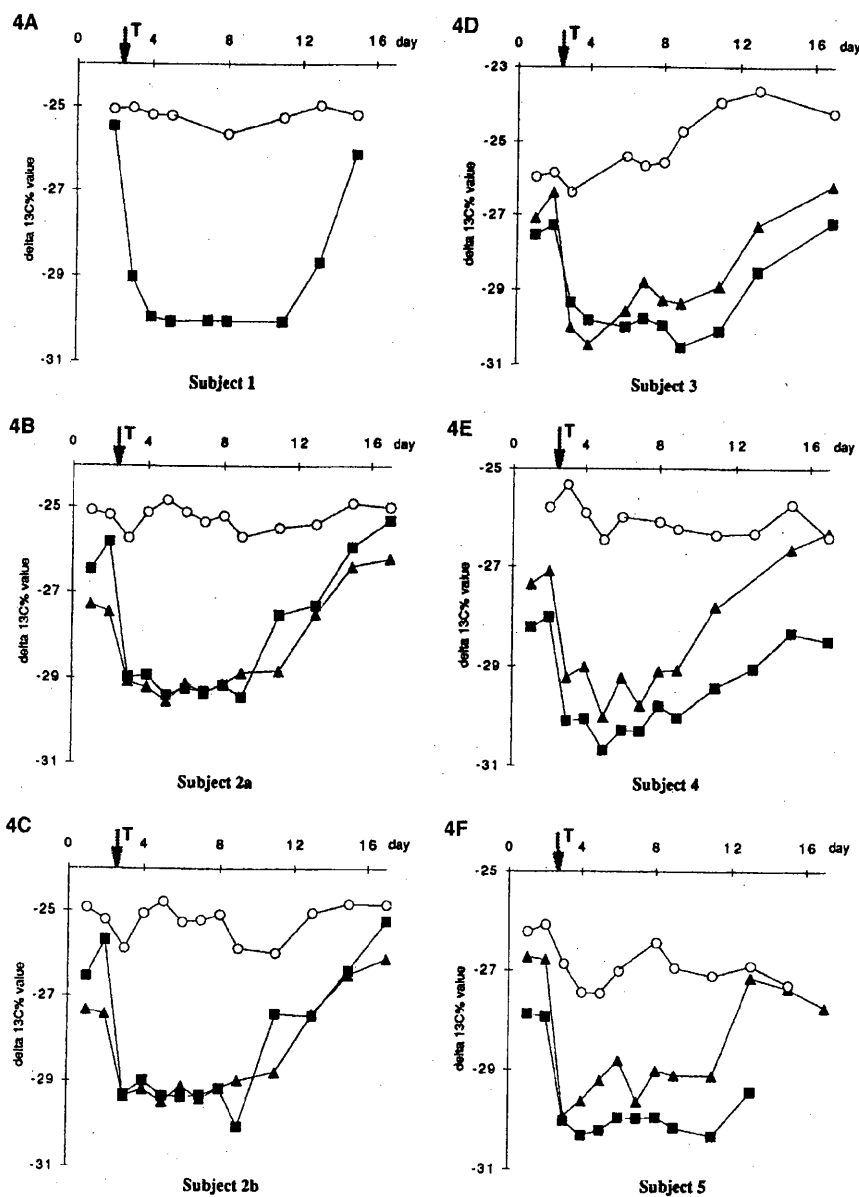 4A
T
0 4 8 12 16 day
-25
-27
-29
-31
delta 13C% value
Subject 1
4D
T
0 4 8 12 16 day
-23
-25
-27
-29
-31
delta 13C% value
Subject 3
4B
T
0 4 8 12 16 day
-25
-27
-29
-31
delta 13C% value
Subject 2a
4E
T
0 4 8 12 16 day
-25
-27
-29
-31
delta 13C% value
Subject 4
4C
T
0 4 8 12 16 day
-25
-27
-29
-31
delta 13C% value
Subject 2b
4F
T
0 4 8 12 16 day
-25
-27
-29
-31
delta 13C% value
Subject 5